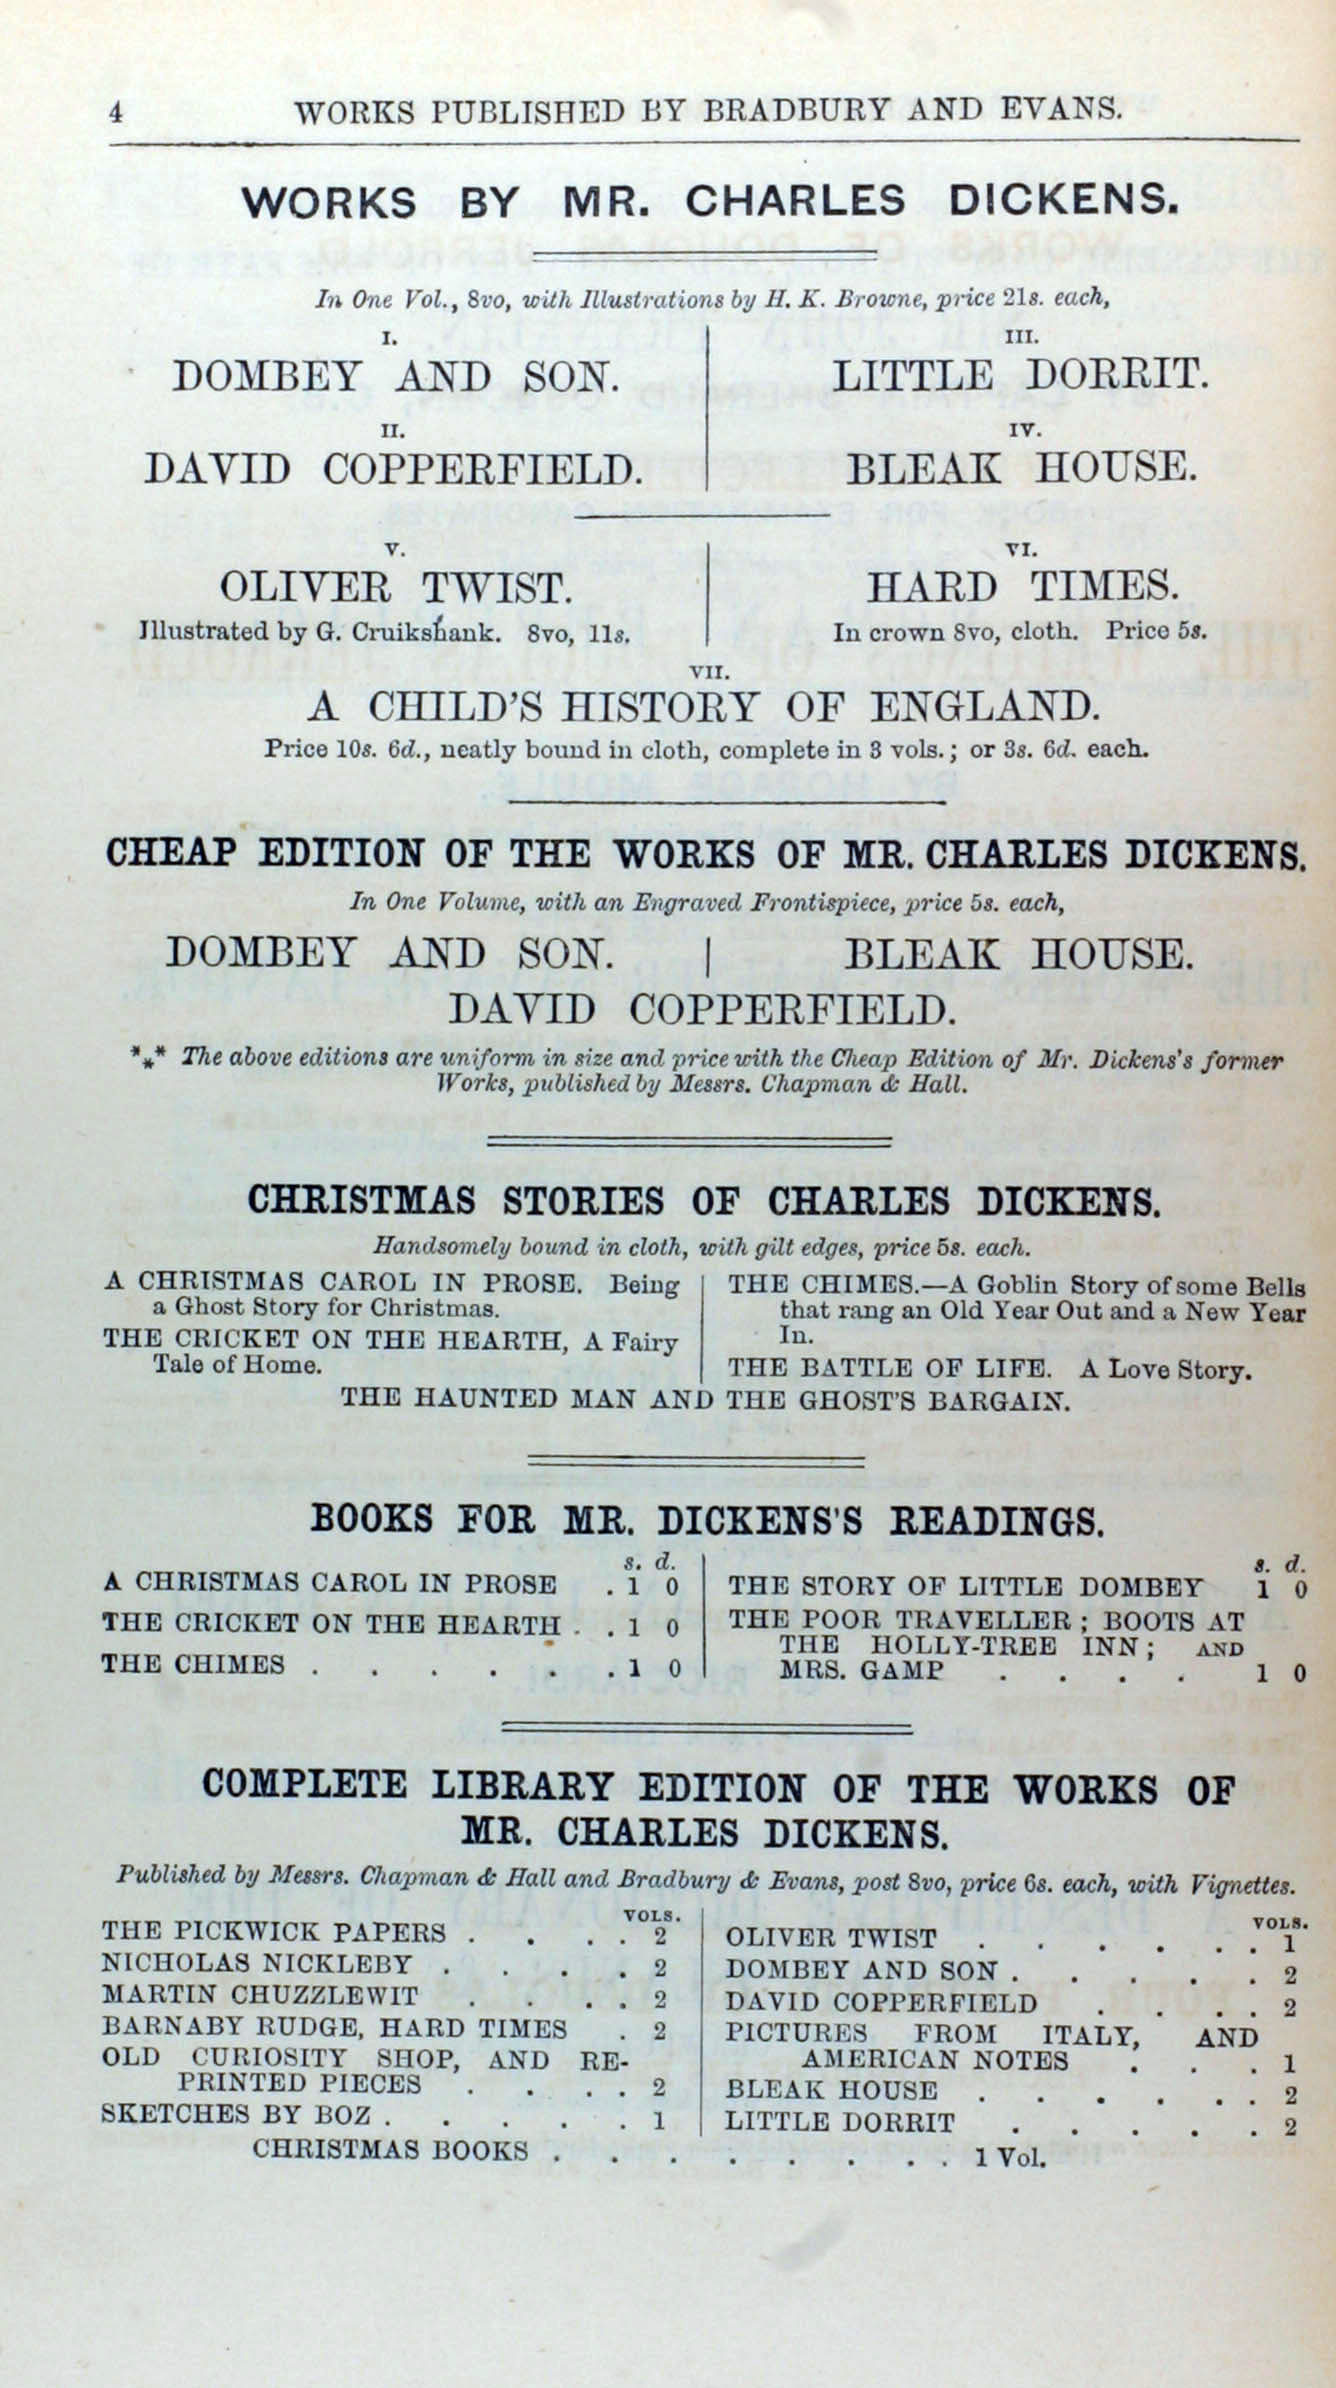 4 WORKS PUBLISHED BY BRADBURY AND EVANS.
WORKS BY MR. CHARLES DICKENS.
In One Vol., 8vo, with Illustrations by H. K. Browne, price 21s. each,
I.
DOMBEY AND SON.
II.
DAVID COPPERFIELD.
III.
LITTLE DORRIT.
IV.
BLEAK HOUSE.
V.
OLIVER TWIST.
Illustrated by G. Cruikshank. 8vo, 11s.
VI.
HARD TIMES.
In crown 8vo, cloth. Price 5s.
VII.
A CHILD'S HISTORY OF ENGLAND.
Price 10s. 6d., neatly bound in cloth, complete in 3 vols.; or 3s. 6d. each.
CHEAP EDITION OF THE WORKS OF MR. CHARLES DICKENS.
In One Volume, with an Engraved Frontispiece, price 5s. each,
DOMBEY AND SON. | BLEAK HOUSE.
DAVID COPPERFIELD.
*** The above editions are uniform in size and price with the Cheap Edition of Mr. Dickens's former
Works, published by Messrs. Chapman & Hall.
CHRISTMAS STORIES OF CHARLES DICKENS.
Handsomely bound in cloth, with gilt edges, price 5s. each.
A CHRISTMAS CAROL IN PROSE. Being
a Ghost Story for Christmas.
THE CRICKET ON THE HEARTH, A Fairy
Tale of Home.
THE CHIMES.—A Goblin Story of some Bells
that rang an Old Year Out and a New Year
In.
THE BATTLE OF LIFE. A Love Story.
THE HAUNTED MAN AND THE GHOST'S BARGAIN.
BOOKS FOR MR. DICKENS'S READINGS.
s. d.
A CHRISTMAS CAROL IN PROSE . 1 0
THE CRICKET ON THE HEARTH . . 1 0
THE CHIMES . . . . . . 1 0
s. d.
THE STORY OF LITTLE DOMBEY 1 0
THE POOR TRAVELLER; BOOTS AT
THE HOLLY-TREE INN; AND
MRS. GAMP . . . . 1 0
COMPLETE LIBRARY EDITION OF THE WORKS OF
MR. CHARLES DICKENS.
Published by Messrs. Chapman & Hall and Bradbury & Evans, post 8vo, price 6s. each, with Vignettes.
VOLS.
THE PICKWICK PAPERS . . . . 2
NICHOLAS NICKLEBY . . . . 2
MARTIN CHUZZLEWIT . . . . 2
BARNABY RUDGE, HARD TIMES . 2
OLD CURIOSITY SHOP, AND RE-
PRINTED PIECES . . . . 2
SKETCHES BY BOZ . . . . . 1
VOLS.
OLIVER TWIST . . . . . . 1
DOMBEY AND SON . . . . . 2
DAVID COPPERFIELD . . . . 2
PICTURES FROM ITALY, AND
AMERICAN NOTES . . . 1
BLEAK HOUSE . . . . . . 2
LITTLE DORRIT . . . . . 2
CHRISTMAS BOOKS . . . . . . . . 1 Vol.